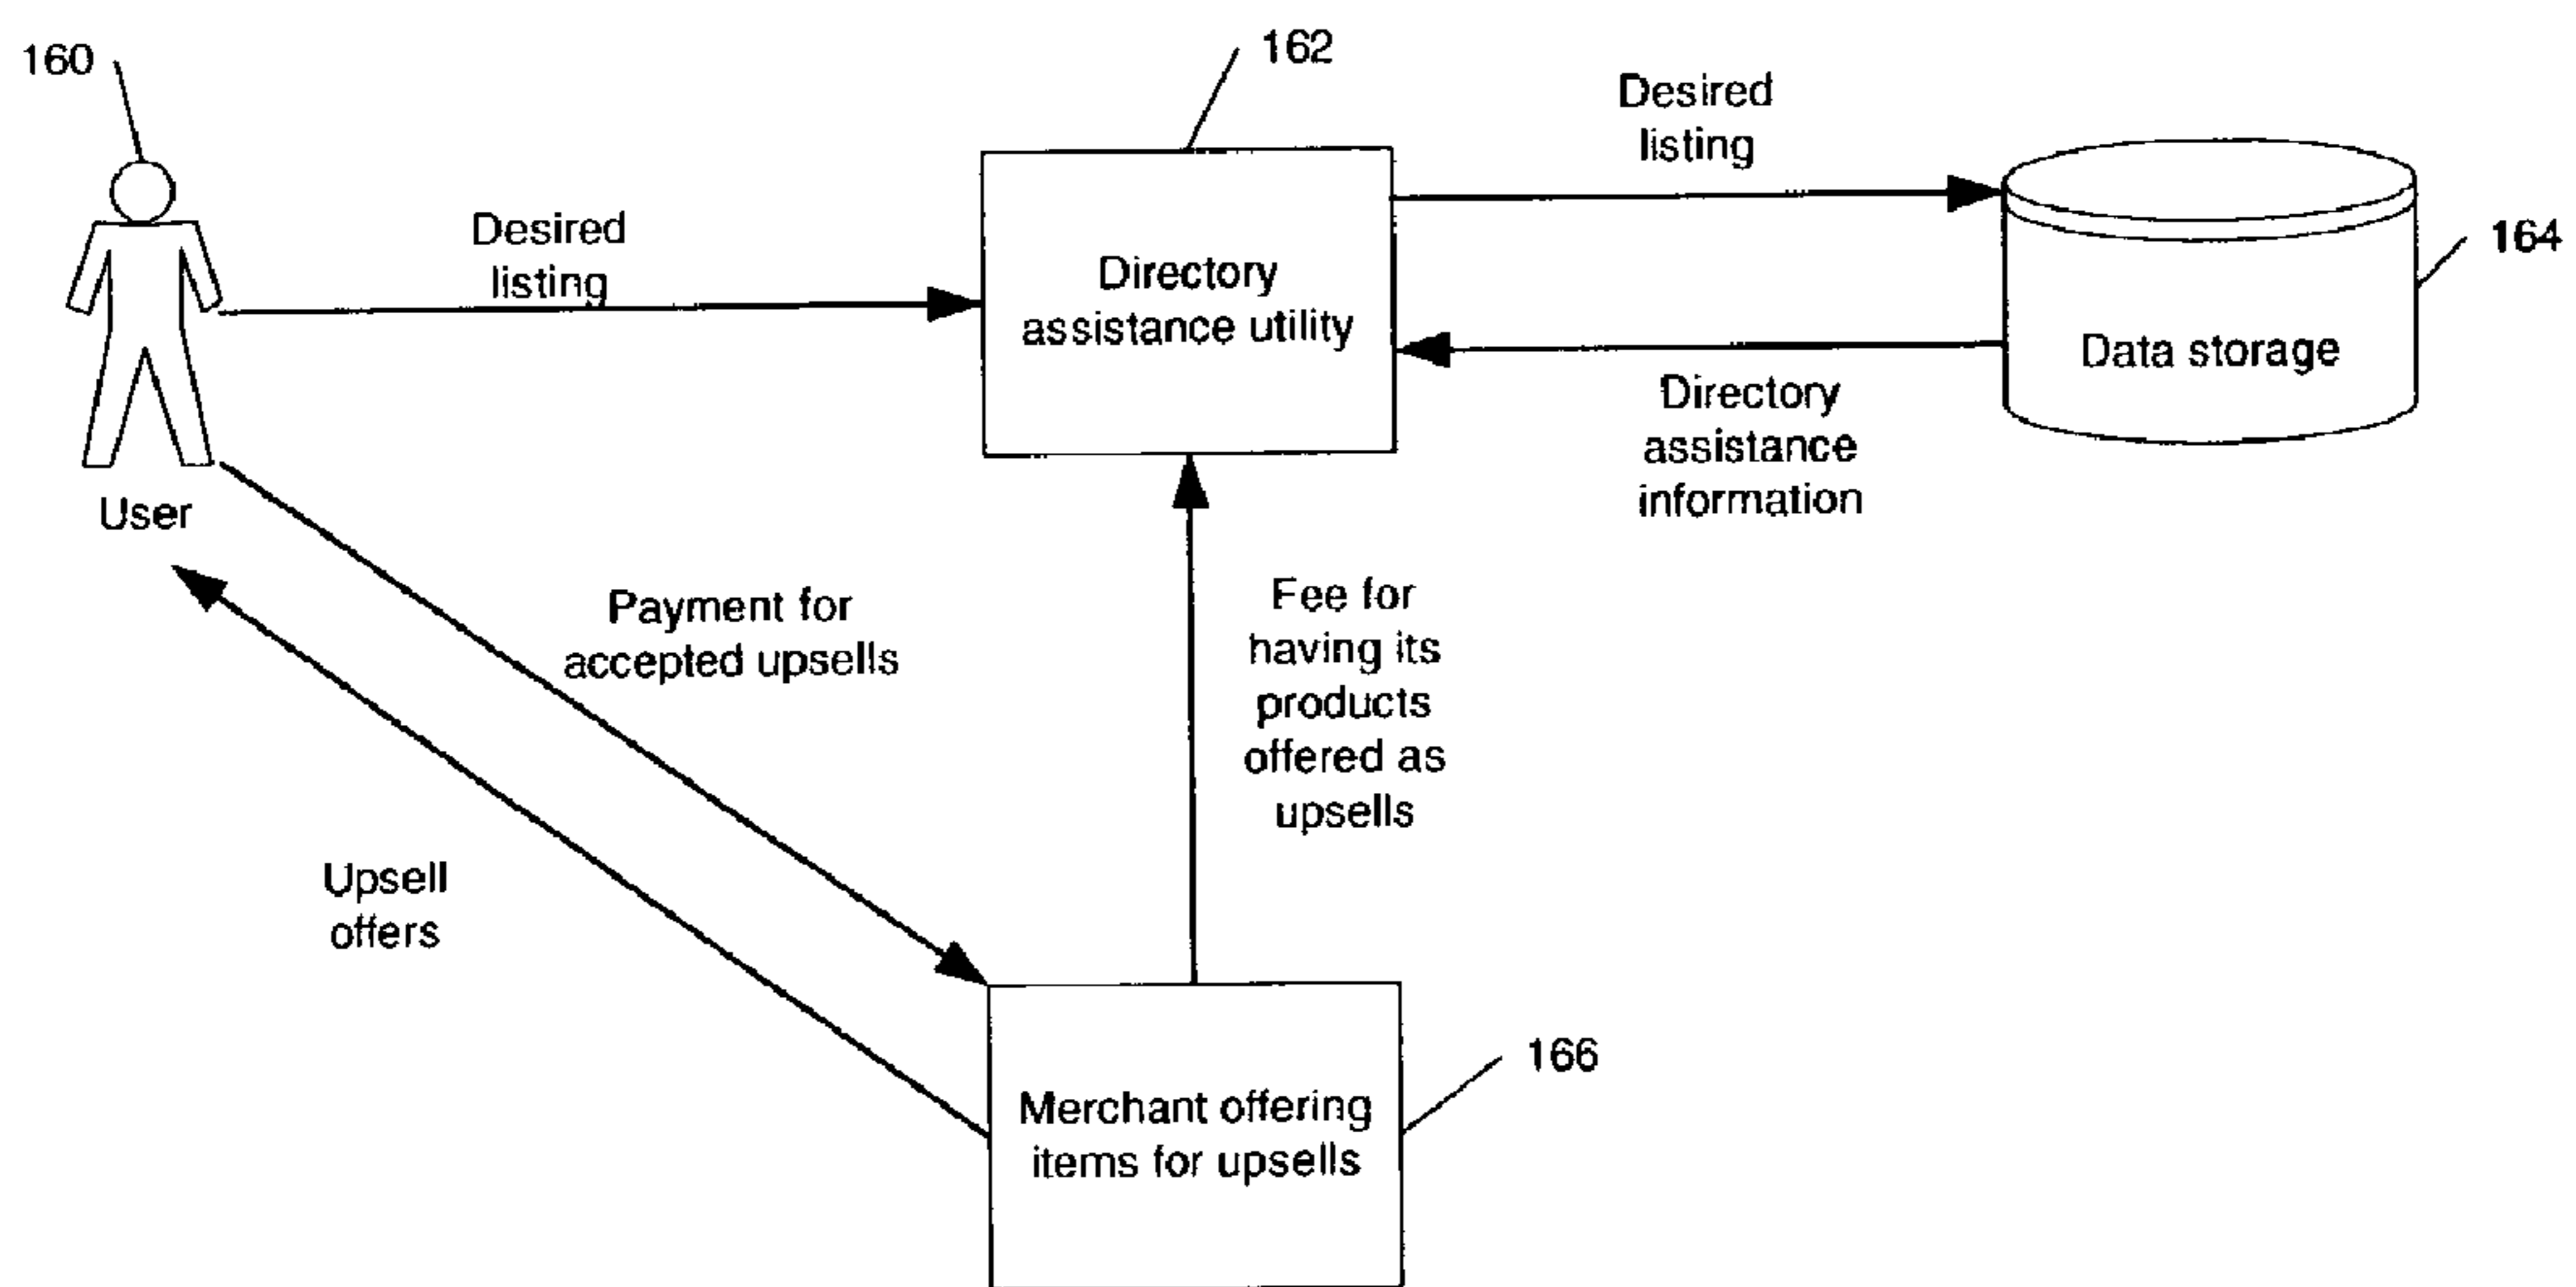 160
162
Desired
listing
164
Desired
listing
Directory
assistance utility
Data storage
Directory
assistance
information
User
Payment for
accepted upsells
Fee for
having its
products
offered as
upsells
Upsell
offers
166
Merchant offering
items for upsells